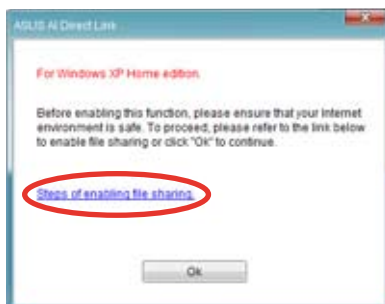 ASUS AI Direct Link
For Windows XP Home edition.
Before enabling this function, please ensure that your Internet
environment is safe. To proceed, please refer to the link below
to enable file sharing or click "Ok" to continue.
Steps of enabling file sharing.
Ok